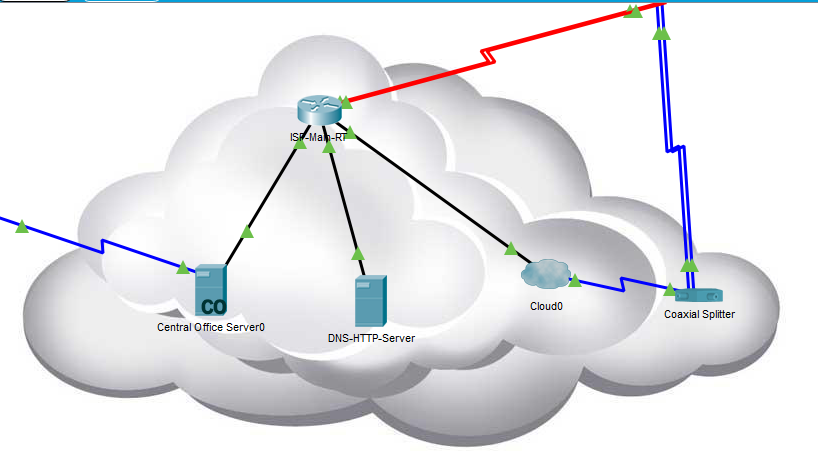 ISP-Main-RT
CO
Central Office Server0
DNS-HTTP-Server
Cloud0
Coaxial Splitter